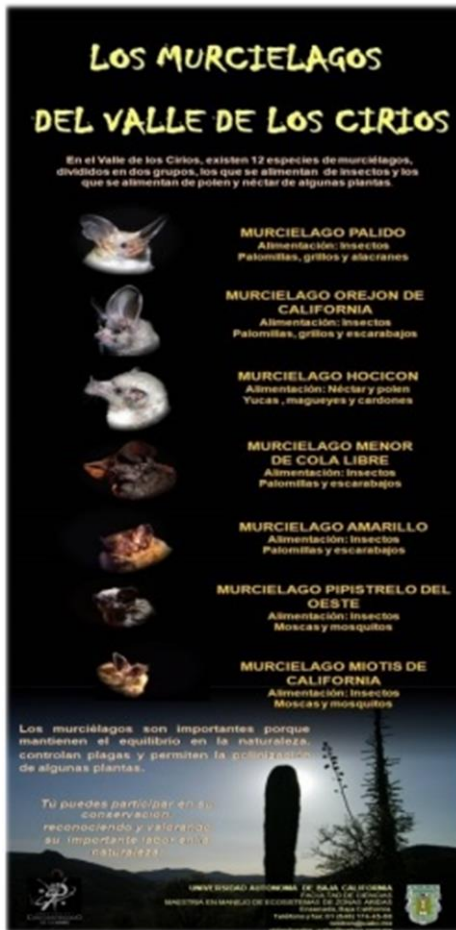 LOS MURCIELAGOS
DEL VALLE DE LOS CIRIOS
En el Valle de los Cirios, existen 12 especies de murciélagos,
divididos en dos grupos, los que se alimentan de insectos y los
que se alimentan de polen y néctar de algunas plantas.
MURCIELAGO PALIDO
Alimentación: Insectos
Palomillas, grillos y alacranes
MURCIELAGO OREJON DE
CALIFORNIA
Alimentación: Insectos
Palomillas, grillos y escarabajos
MURCIELAGO HOCICON
Alimentación: Néctar y polen
Yucas , magueyes y cardones
MURCIELAGO MENOR
DE COLA LIBRE
Alimentación: Insectos
Palomillas y escarabajos
MURCIELAGO AMARILLO
Alimentación: Insectos
Palomillas y escarabajos
MURCIELAGO PIPISTRELO DEL
OESTE
Alimentación: Insectos
Moscas y mosquitos
MURCIELAGO MIOTIS DE
CALIFORNIA
Alimentación: Insectos
Moscas y mosquitos
Los murciélagos son importantes porque
mantienen el equilibrio en la naturaleza,
controlan plagas y permiten la polinización
de algunas plantas.
Tú puedes participar en su
conservación,
reconociendo y valorando
su importante labor en la
naturaleza.
UNIVERSIDAD AUTONOMA DE BAJA CALIFORNIA
FACULTAD DE CIENCIAS
MAESTRIA EN MANEJO DE ECOSISTEMAS DE ZONAS ARIDAS
Ensenada, Baja California.